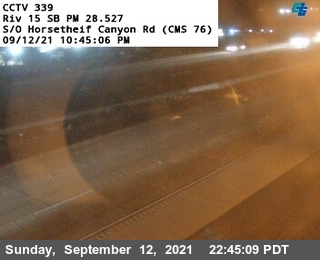 CCTV 339
Riv 15 SB PM 28.527
S/O Horsetheif Canyon Rd (CMS 76)
09/12/21 10:45:06 PM
Sunday, September 12, 2021 22:45:09 PDT